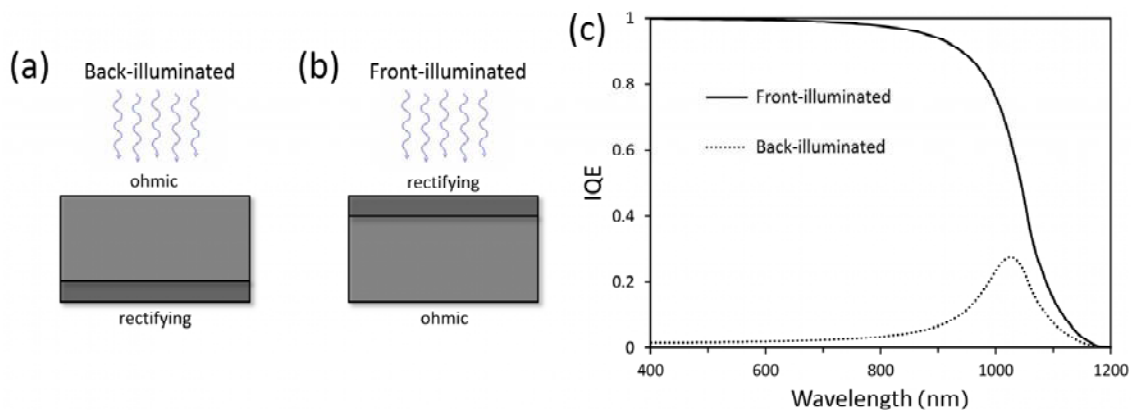 (a)
Back-illuminated
ohmic
rectifying
(b)
Front-illuminated
rectifying
ohmic
(c)
IQE
1
0.8
0.6
0.4
0.2
0
Front-illuminated
Back-illuminated
400 600 800 1000 1200
Wavelength (nm)